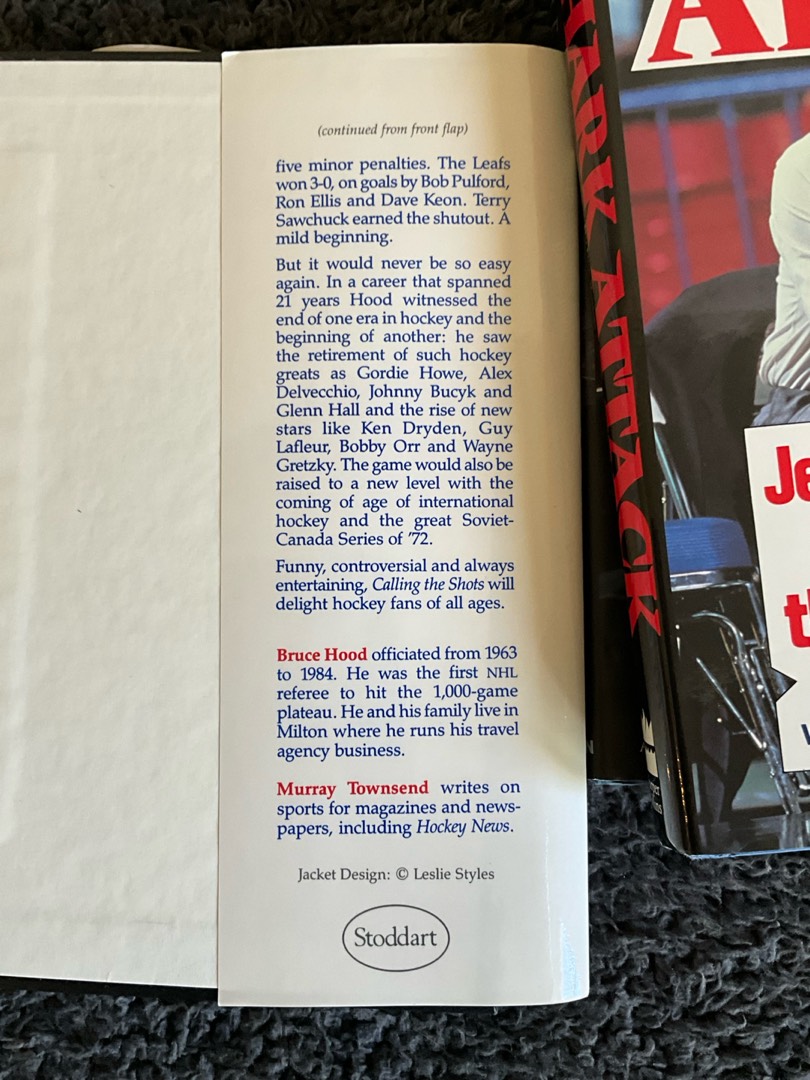 (continued from front flap)
five minor penalties. The Leafs
won 3-0, on goals by Bob Pulford,
Ron Ellis and Dave Keon. Terry
Sawchuck earned the shutout. A
mild beginning.
But it would never be so easy
again. In a career that spanned
21 years Hood witnessed the
end of one era in hockey and the
beginning of another: he saw
the retirement of such hockey
greats as Gordie Howe, Alex
Delvecchio, Johnny Bucyk and
Glenn Hall and the rise of new
stars like Ken Dryden, Guy
Lafleur, Bobby Orr and Wayne
Gretzky. The game would also be
raised to a new level with the
coming of age of international
hockey and the great Soviet-
Canada Series of '72.
Funny, controversial and always
entertaining, Calling the Shots will
delight hockey fans of all ages.
Bruce Hood officiated from 1963
to 1984. He was the first NHL
referee to hit the 1,000-game
plateau. He and his family live in
Milton where he runs his travel
agency business.
Murray Townsend writes on
sports for magazines and news-
papers, including Hockey News.
Jacket Design: © Leslie Styles
Stoddart
ARK ATTACK
A
Je
t